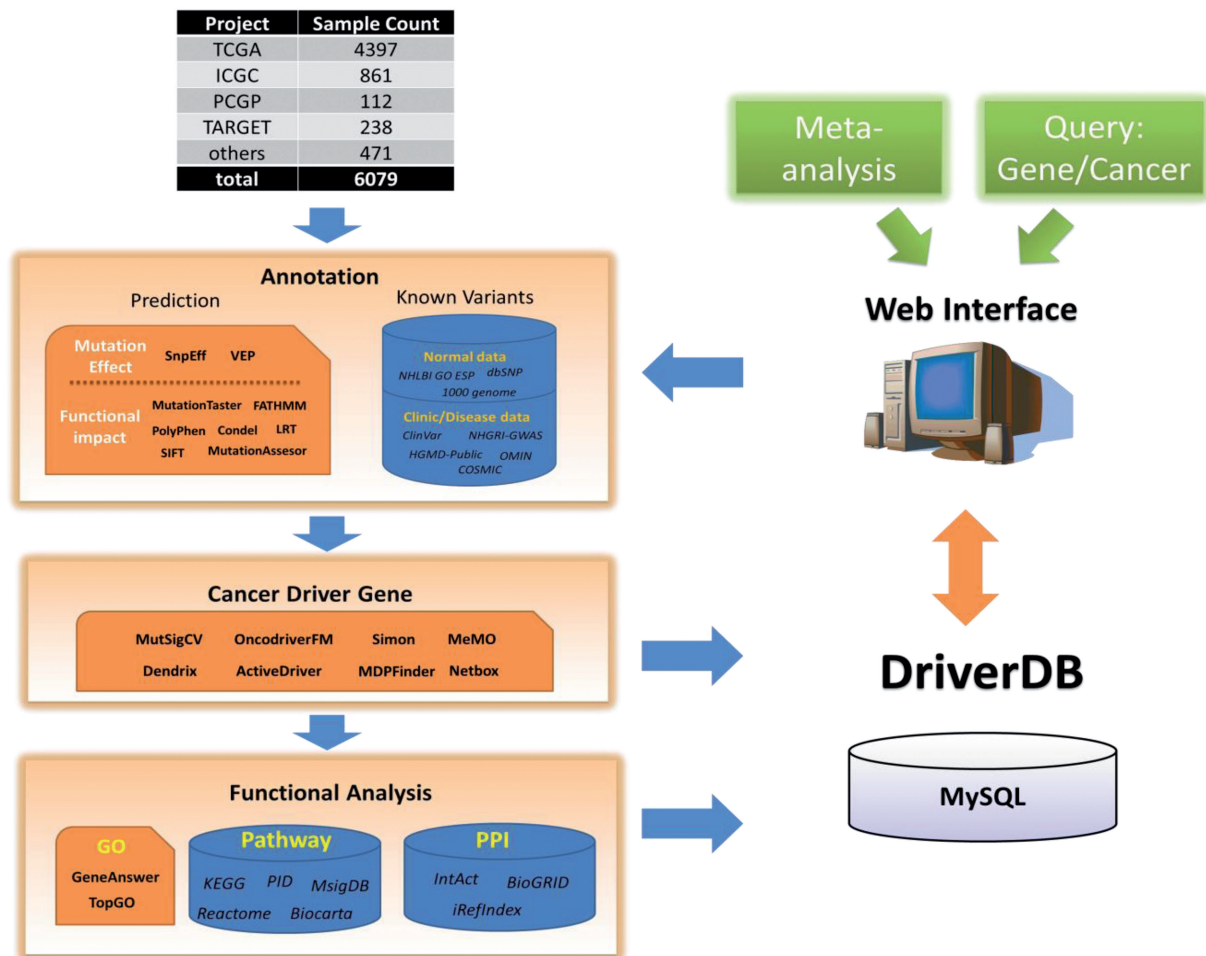 Project Sample Count
TCGA 4397
ICGC 861
PCGP 112
TARGET 238
others 471
total 6079
Meta-
analysis
Query:
Gene/Cancer
Web Interface
Annotation
Prediction
Known Variants
Mutation
Effect
SnpEff VEP
Functional
impact
MutationTaster FATHMM
PolyPhen Condel LRT
SIFT MutationAssesor
Normal data
NHLBI GO ESP dbSNP
1000 genome
Clinic/Disease data
ClinVar NHGRI-GWAS
HGMD-Public OMIN
COSMIC
Cancer Driver Gene
MutSigCV OncodriverFM Simon MeMO
Dendrix ActiveDriver MDPFinder Netbox
DriverDB
MySQL
Functional Analysis
GO
GeneAnswer
TopGO
Pathway
KEGG PID MsigDB
Reactome Biocarta
PPI
IntAct BioGRID
iRefIndex